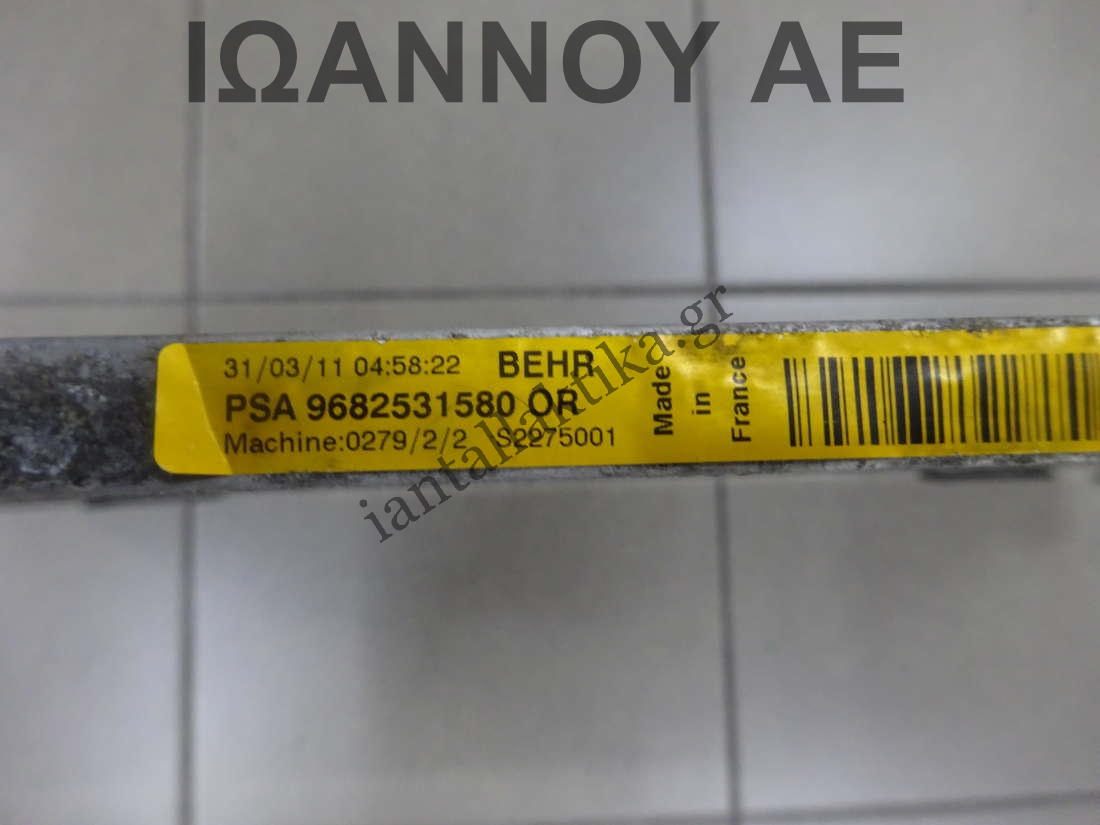 ΙΩΑΝΝΟΥ ΑΕ
31/03/11 04:58:22 BEHR
PSA 9682531580 OR
Machine:0279/2/2 S2275001
Made in France
iantallaktika.gr